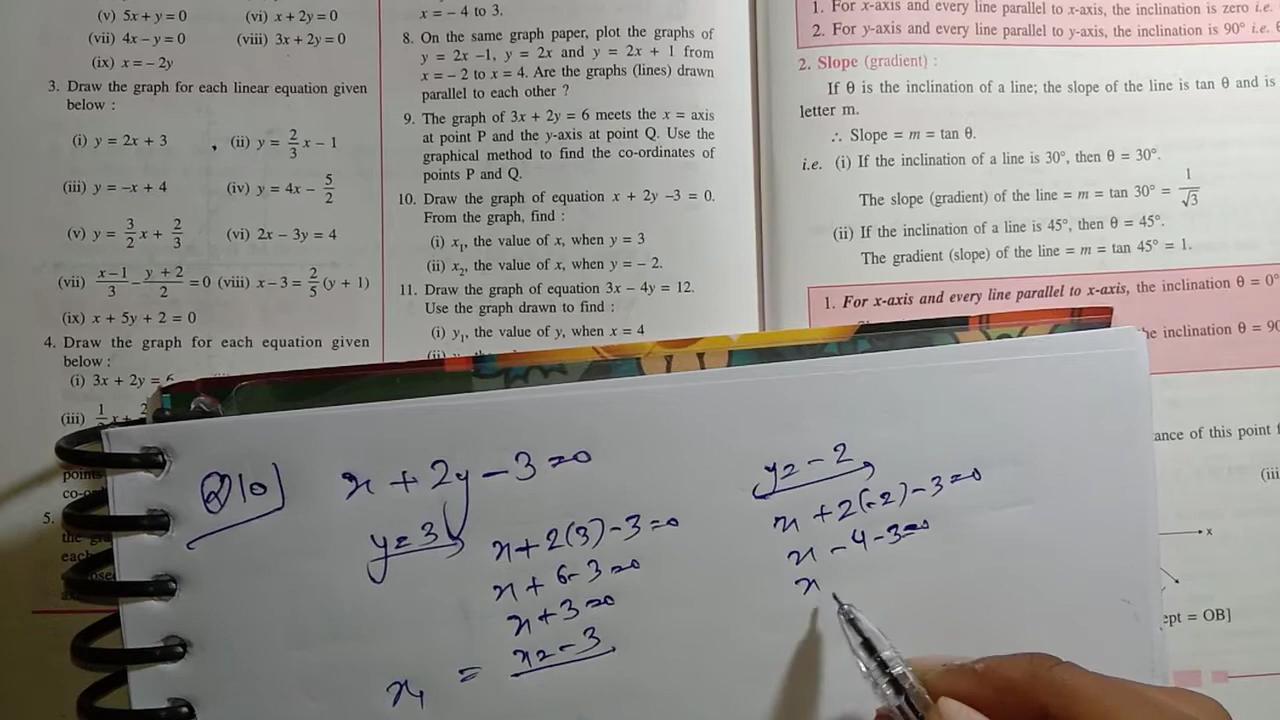 (v) 5x + y = 0 (vi) x + 2y = 0
(vii) 4x – y = 0 (viii) 3x + 2y = 0
(ix) x = – 2y
3. Draw the graph for each linear equation given
below :
(i) y = 2x + 3 (ii) y = 2/3 x – 1
(iii) y = –x + 4 (iv) y = 4x – 5/2
(v) y = 3/2 x + 2/3 (vi) 2x – 3y = 4
(vii) x–1/3 – y + 2/2 = 0 (viii) x – 3 = 2/5 (y + 1)
(ix) x + 5y + 2 = 0
4. Draw the graph for each equation given
below :
(i) 3x + 2y = 6
(iii)
points
co-
5.
the
each
x = – 4 to 3.
8. On the same graph paper, plot the graphs of
y = 2x –1, y = 2x and y = 2x + 1 from
x = – 2 to x = 4. Are the graphs (lines) drawn
parallel to each other ?
9. The graph of 3x + 2y = 6 meets the x = axis
at point P and the y-axis at point Q. Use the
graphical method to find the co-ordinates of
points P and Q.
10. Draw the graph of equation x + 2y –3 = 0.
From the graph, find :
(i) x₁, the value of x, when y = 3
(ii) x₂, the value of x, when y = – 2.
11. Draw the graph of equation 3x – 4y = 12.
Use the graph drawn to find :
(i) y₁, the value of y, when x = 4
(ii)
1. For x-axis and every line parallel to x-axis, the inclination is zero i.e.
2. For y-axis and every line parallel to y-axis, the inclination is 90° i.e.
2. Slope (gradient) :
If θ is the inclination of a line; the slope of the line is tan θ and is
letter m.
∴ Slope = m = tan θ.
i.e. (i) If the inclination of a line is 30°, then θ = 30°.
The slope (gradient) of the line = m = tan 30° = 1/√3
(ii) If the inclination of a line is 45°, then θ = 45°.
The gradient (slope) of the line = m = tan 45° = 1.
1. For x-axis and every line parallel to x-axis, the inclination θ = 0°
he inclination θ = 90
ance of this point
(iii
x
ept = OB]
Q10) x + 2y – 3 = 0
y = 3
x + 2(3) – 3 = 0
x + 6 – 3 = 0
x + 3 = 0
x = – 3
x₁ =
y = – 2
x + 2(-2) – 3 = 0
x – 4 – 3 = 0
x